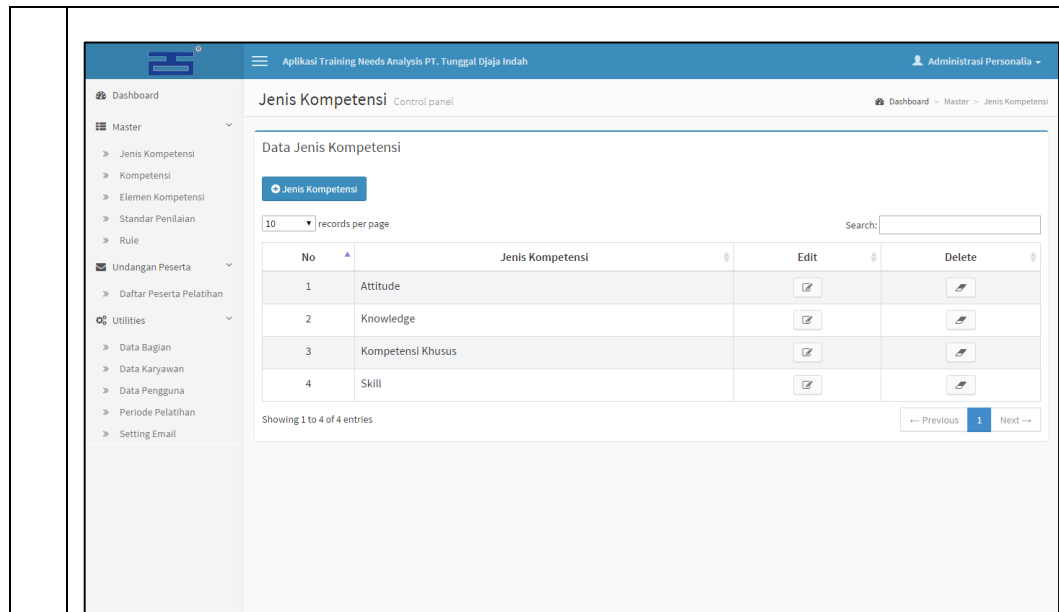 ®
Aplikasi Training Needs Analysis PT. Tunggal Djaja Indah
Administrasi Personalia
Dashboard
Master
Jenis Kompetensi
Kompetensi
Elemen Kompetensi
Standar Penilaian
Rule
Undangan Peserta
Daftar Peserta Pelatihan
Utilities
Data Bagian
Data Karyawan
Data Pengguna
Periode Pelatihan
Setting Email
Jenis Kompetensi Control panel
Dashboard > Master > Jenis Kompetensi
Data Jenis Kompetensi
Jenis Kompetensi
10 records per page
Search:
No Jenis Kompetensi Edit Delete
1 Attitude
2 Knowledge
3 Kompetensi Khusus
4 Skill
Showing 1 to 4 of 4 entries
← Previous 1 Next →